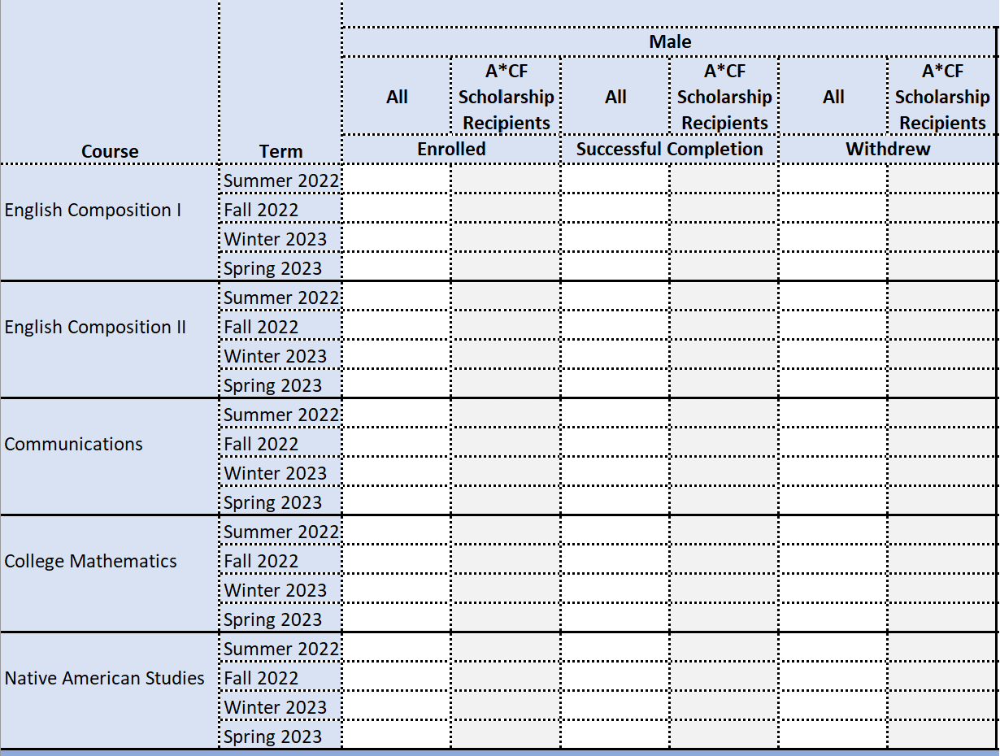 Male
All
A*CF
Scholarship
Recipients
All
A*CF
Scholarship
Recipients
All
A*CF
Scholarship
Recipients
Course
Term
Enrolled
Successful Completion
Withdrew
English Composition I
Summer 2022
Fall 2022
Winter 2023
Spring 2023
English Composition II
Summer 2022
Fall 2022
Winter 2023
Spring 2023
Communications
Summer 2022
Fall 2022
Winter 2023
Spring 2023
College Mathematics
Summer 2022
Fall 2022
Winter 2023
Spring 2023
Native American Studies
Summer 2022
Fall 2022
Winter 2023
Spring 2023